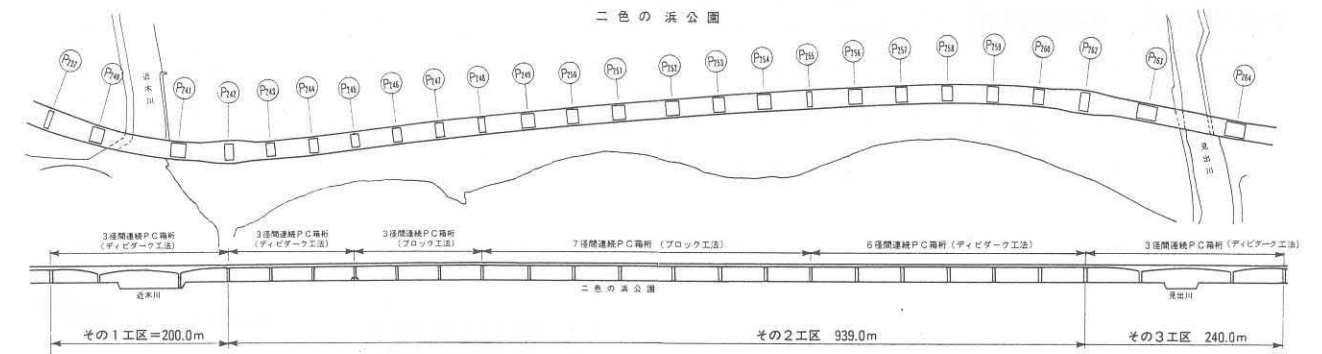 二色の浜公園
P237
P240
P241
P242
P243
P244
P245
P246
P247
P248
P249
P250
P251
P252
P253
P254
P255
P256
P257
P258
P259
P260
P262
P263
P264
近木川
見出川
3径間連続PC箱桁
(ディビダーク工法)
3径間連続PC箱桁
(ディビダーク工法)
3径間連続PC箱桁
(ブロック工法)
7径間連続PC箱桁 (ブロック工法)
6径間連続PC箱桁 (ディビダーク工法)
3径間連続PC箱桁 (ディビダーク工法)
近木川
二色の浜公園
見出川
その1工区=200.0m
その2工区 939.0m
その3工区 240.0m